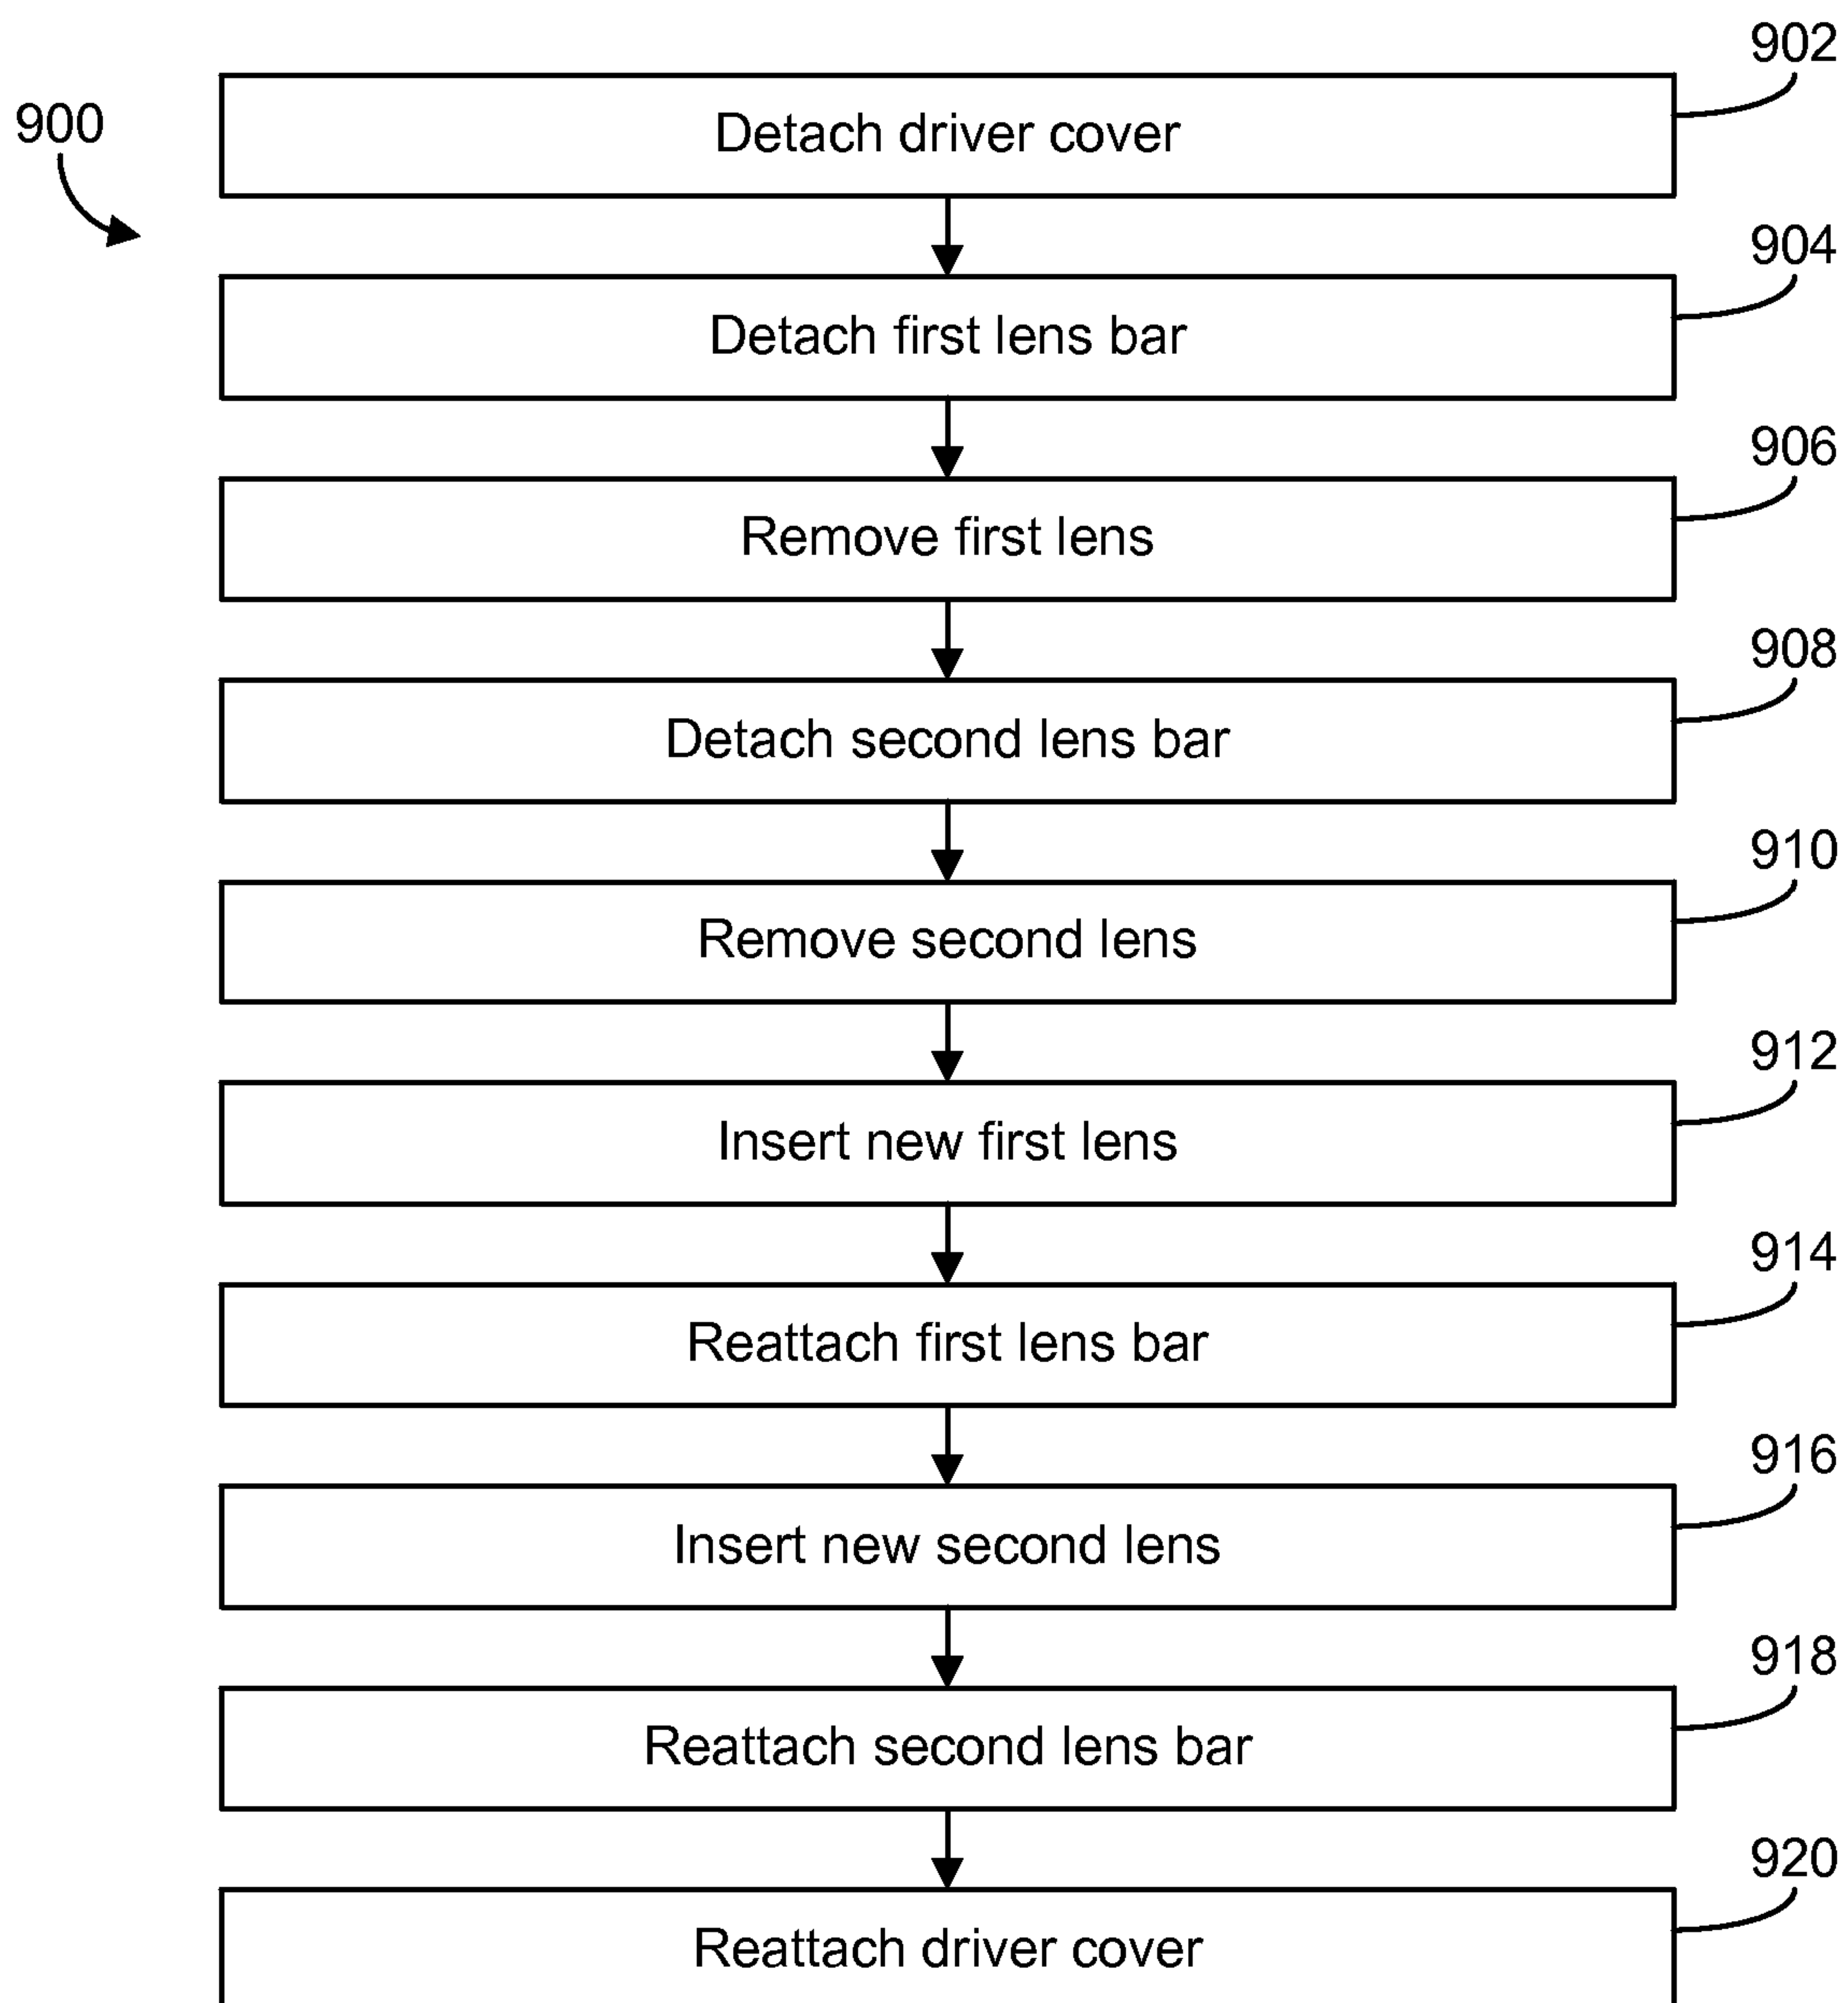 902
900
Detach driver cover
904
Detach first lens bar
906
Remove first lens
908
Detach second lens bar
910
Remove second lens
912
Insert new first lens
914
Reattach first lens bar
916
Insert new second lens
918
Reattach second lens bar
920
Reattach driver cover